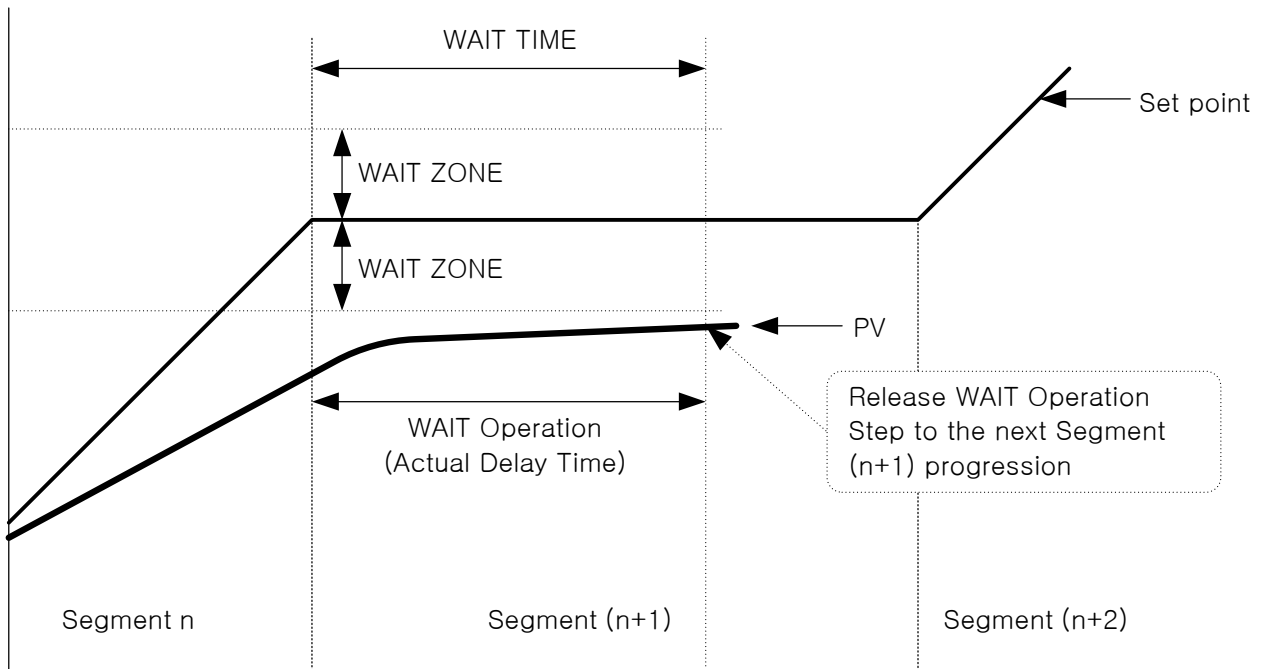 WAIT TIME
Set point
WAIT ZONE
WAIT ZONE
PV
Release WAIT Operation
Step to the next Segment
(n+1) progression
WAIT Operation
(Actual Delay Time)
Segment n
Segment (n+1)
Segment (n+2)